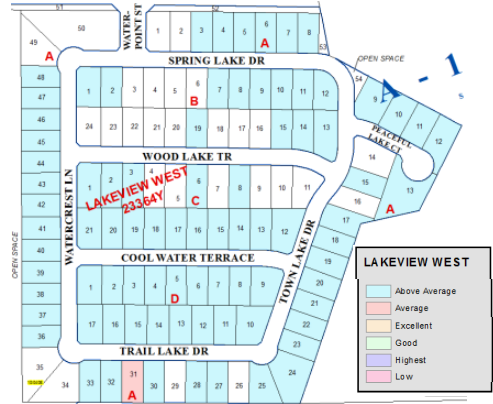 51
52
50
49
A
WATER-
POINT ST
1 2 3 4 5 6 7 8
A
53
SPRING LAKE DR
OPEN SPACE
A - 1
s
54
9 10 11 12
PEACEFUL
LAKE CT
13
14
15
16
A
48
47
46
45
44
43
42
41
40
39
38
37
36
35
34
OPEN SPACE
WATERCREST LN
1 2 3 4 5 6 7 8 9 10 11 12
B
24 23 22 21 20 19 18 17 16 15 14 13
WOOD LAKE TR
1 2 3 4 5 6 7 8 9 10 11
LAKEVIEW WEST
23364Y
C
21 20 19 18 17 16 15 14 13 12
COOL WATER TERRACE
1 2 3 4 5 6 7 8 9
D
17 16 15 14 13 12 11 10
TRAIL LAKE DR
TOWN LAKE DR
17
18
19
20
21
22
23
24
33 32 31 30 29 28 27 26 25
A
LAKEVIEW WEST
Above Average
Average
Excellent
Good
Highest
Low